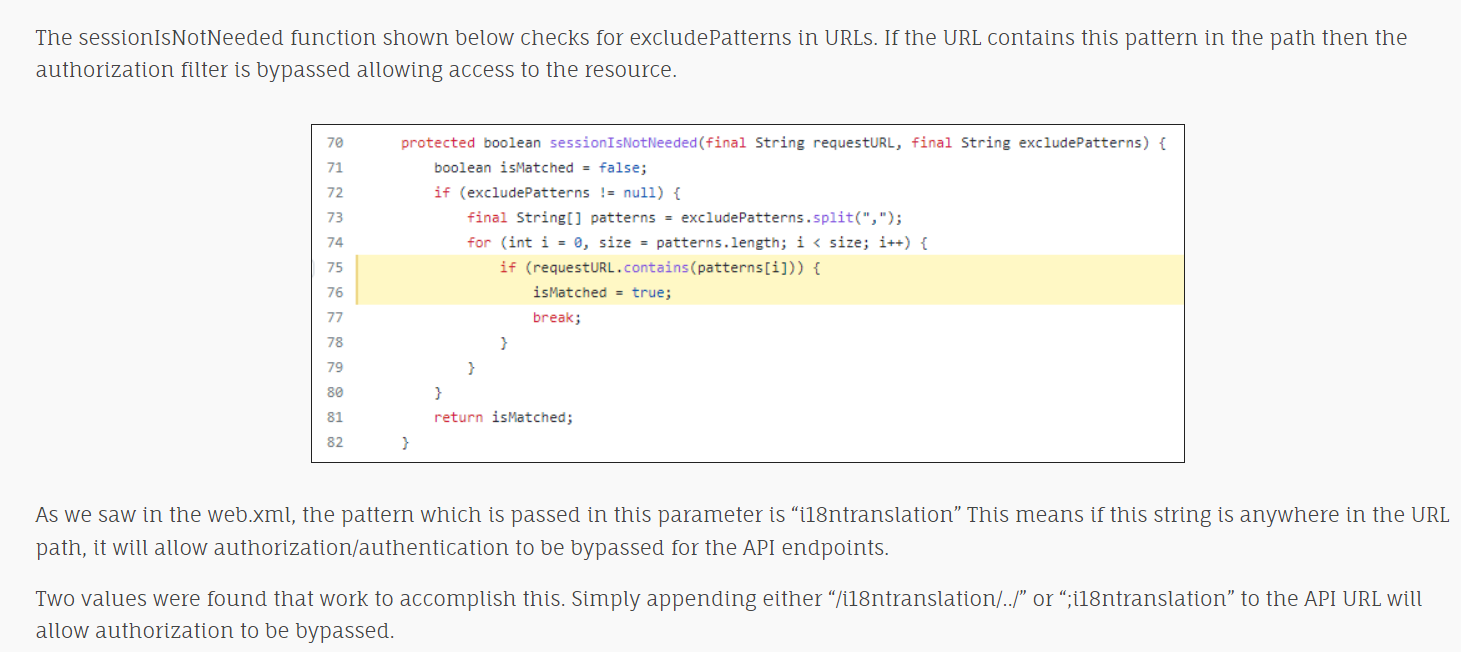 The sessionIsNotNeeded function shown below checks for excludePatterns in URLs. If the URL contains this pattern in the path then the
authorization filter is bypassed allowing access to the resource.
70 protected boolean sessionIsNotNeeded(final String requestURL, final String excludePatterns) {
71 boolean isMatched = false;
72 if (excludePatterns != null) {
73 final String[] patterns = excludePatterns.split(",");
74 for (int i = 0, size = patterns.length; i < size; i++) {
75 if (requestURL.contains(patterns[i])) {
76 isMatched = true;
77 break;
78 }
79 }
80 }
81 return isMatched;
82 }
As we saw in the web.xml, the pattern which is passed in this parameter is “i18ntranslation” This means if this string is anywhere in the URL
path, it will allow authorization/authentication to be bypassed for the API endpoints.
Two values were found that work to accomplish this. Simply appending either “/i18ntranslation/../” or “;i18ntranslation” to the API URL will
allow authorization to be bypassed.